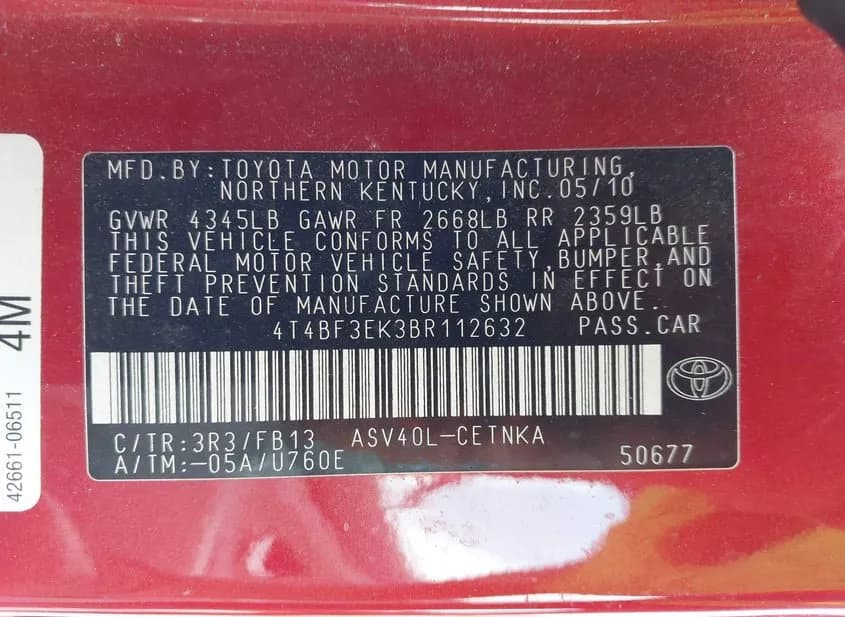 MFD.BY:TOYOTA MOTOR MANUFACTURING,
NORTHERN KENTUCKY,INC.05/10
GVWR 4345LB GAWR FR 2668LB RR 2359LB
THIS VEHICLE CONFORMS TO ALL APPLICABLE
FEDERAL MOTOR VEHICLE SAFETY,BUMPER,AND
THEFT PREVENTION STANDARDS IN EFFECT ON
THE DATE OF MANUFACTURE SHOWN ABOVE.
4T4BF3EK3BR112632 PASS.CAR
C/TR:3R3/FB13 ASV40L-CETNKA
A/TM:-05A/U760E 50677
42661-06511 4M